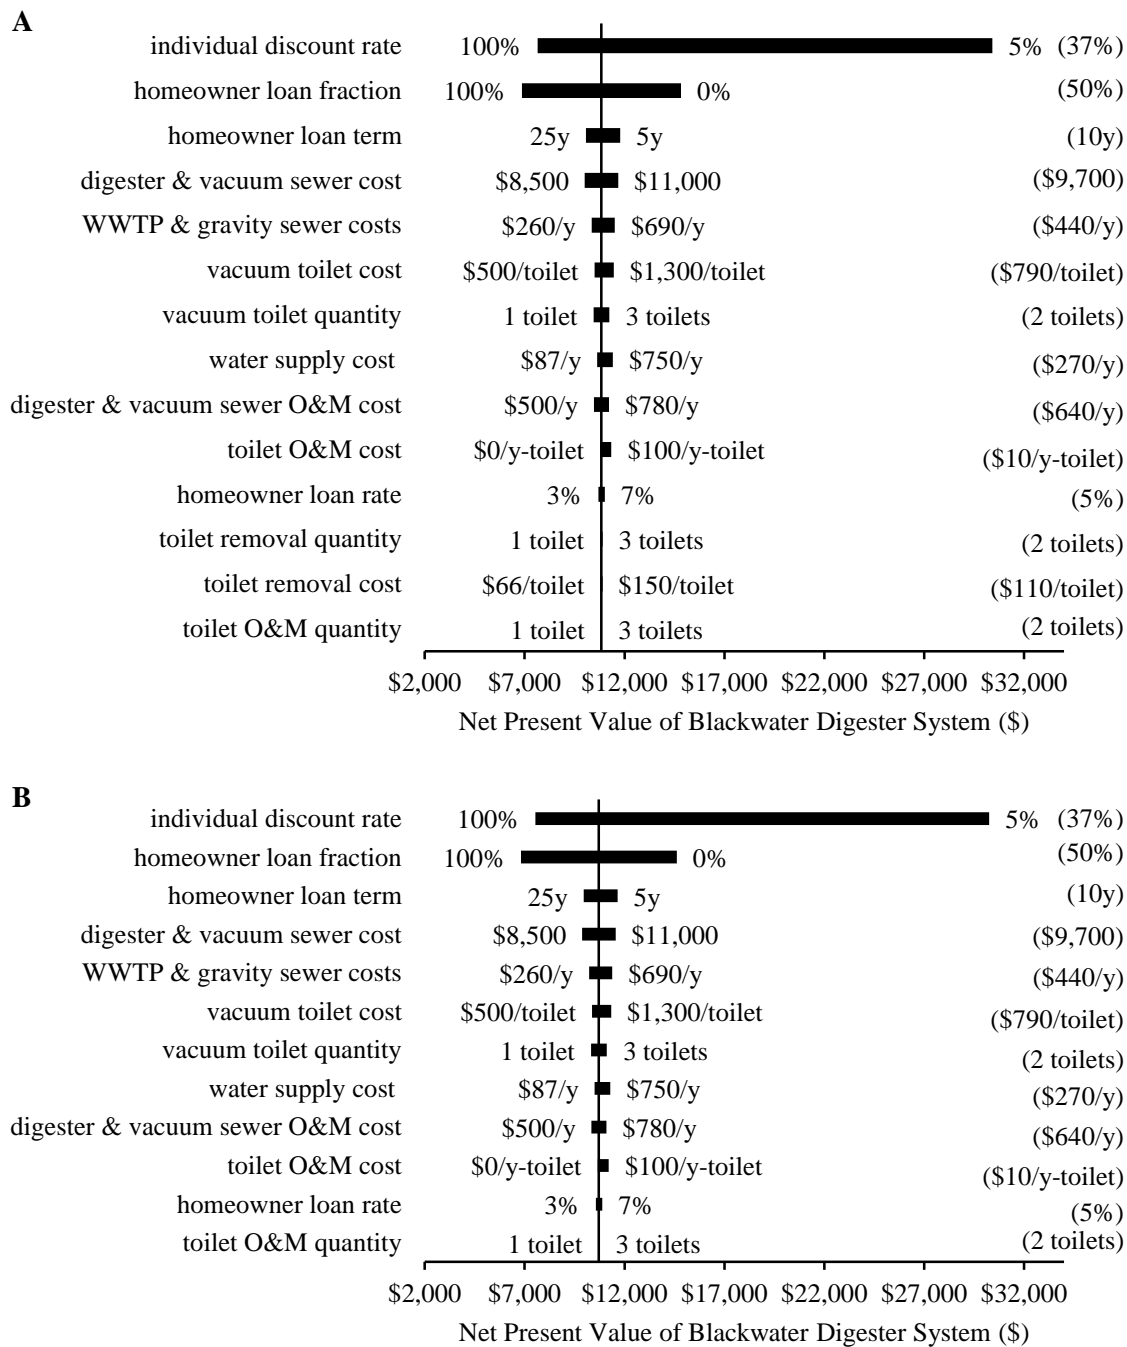 A
individual discount rate 100% 5% (37%)
homeowner loan fraction 100% 0% (50%)
homeowner loan term 25y 5y (10y)
digester & vacuum sewer cost $8,500 $11,000 ($9,700)
WWTP & gravity sewer costs $260/y $690/y ($440/y)
vacuum toilet cost $500/toilet $1,300/toilet ($790/toilet)
vacuum toilet quantity 1 toilet 3 toilets (2 toilets)
water supply cost $87/y $750/y ($270/y)
digester & vacuum sewer O&M cost $500/y $780/y ($640/y)
toilet O&M cost $0/y-toilet $100/y-toilet ($10/y-toilet)
homeowner loan rate 3% 7% (5%)
toilet removal quantity 1 toilet 3 toilets (2 toilets)
toilet removal cost $66/toilet $150/toilet ($110/toilet)
toilet O&M quantity 1 toilet 3 toilets (2 toilets)
$2,000 $7,000 $12,000 $17,000 $22,000 $27,000 $32,000
Net Present Value of Blackwater Digester System ($)
B
individual discount rate 100% 5% (37%)
homeowner loan fraction 100% 0% (50%)
homeowner loan term 25y 5y (10y)
digester & vacuum sewer cost $8,500 $11,000 ($9,700)
WWTP & gravity sewer costs $260/y $690/y ($440/y)
vacuum toilet cost $500/toilet $1,300/toilet ($790/toilet)
vacuum toilet quantity 1 toilet 3 toilets (2 toilets)
water supply cost $87/y $750/y ($270/y)
digester & vacuum sewer O&M cost $500/y $780/y ($640/y)
toilet O&M cost $0/y-toilet $100/y-toilet ($10/y-toilet)
homeowner loan rate 3% 7% (5%)
toilet O&M quantity 1 toilet 3 toilets (2 toilets)
$2,000 $7,000 $12,000 $17,000 $22,000 $27,000 $32,000
Net Present Value of Blackwater Digester System ($)